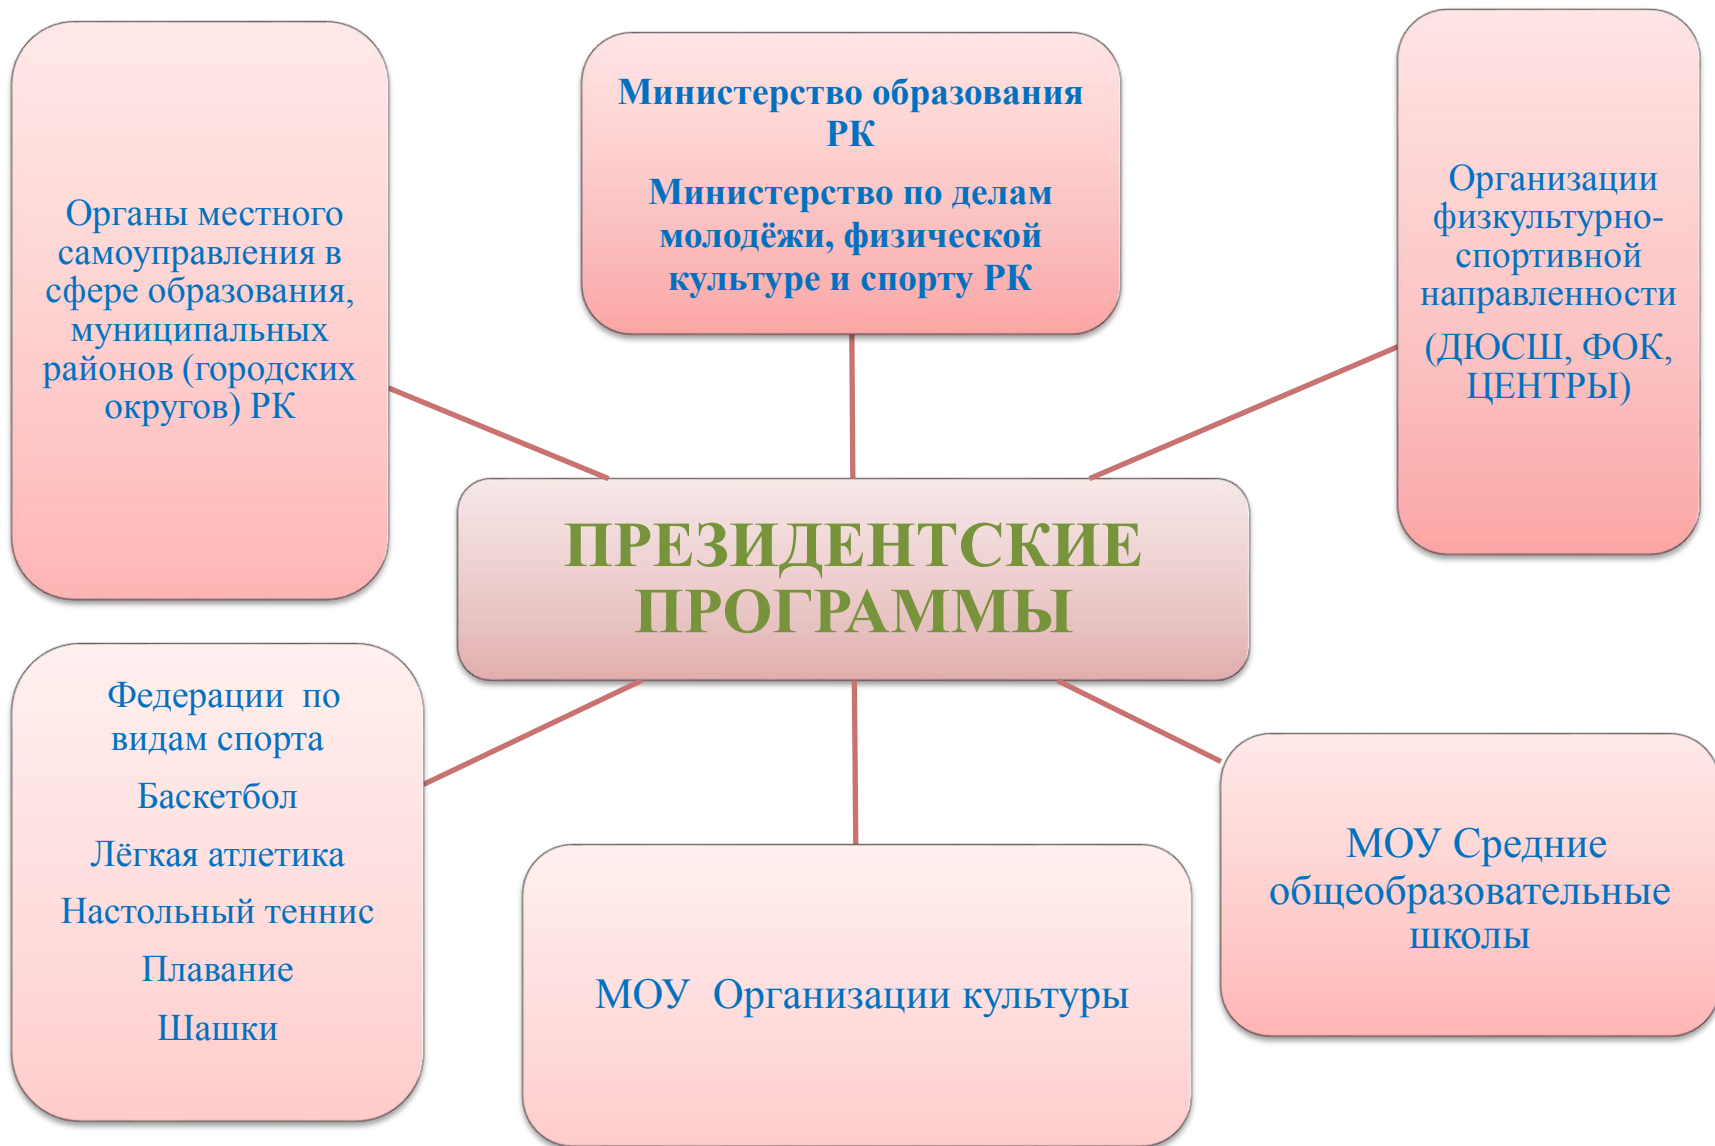 Органы местного
самоуправления в
сфере образования,
муниципальных
районов (городских
округов) РК
Министерство образования
РК
Министерство по делам
молодёжи, физической
культуре и спорту РК
Организации
физкультурно-
спортивной
направленности
(ДЮСШ, ФОК,
ЦЕНТРЫ)
ПРЕЗИДЕНТСКИЕ
ПРОГРАММЫ
Федерации по
видам спорта
Баскетбол
Лёгкая атлетика
Настольный теннис
Плавание
Шашки
МОУ Организации культуры
МОУ Средние
общеобразовательные
школы